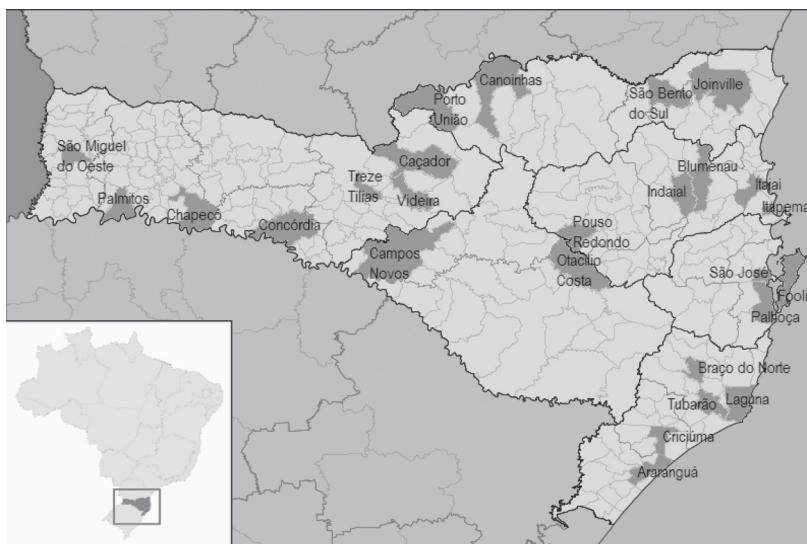 Canoinhas
Porto
União
São Bento
do Sul
Joinville
São Miguel
do Oeste
Caçador
Treze
Tílias
Videira
Blumenau
Indaial
Itajaí
Itapema
Palmitos
Chapecó
Concórdia
Pouso
Redondo
Campos
Novos
Otacílio
Costa
São José
Fpoli
Palhoça
Braço do Norte
Tubarão
Laguna
Criciúma
Araranguá